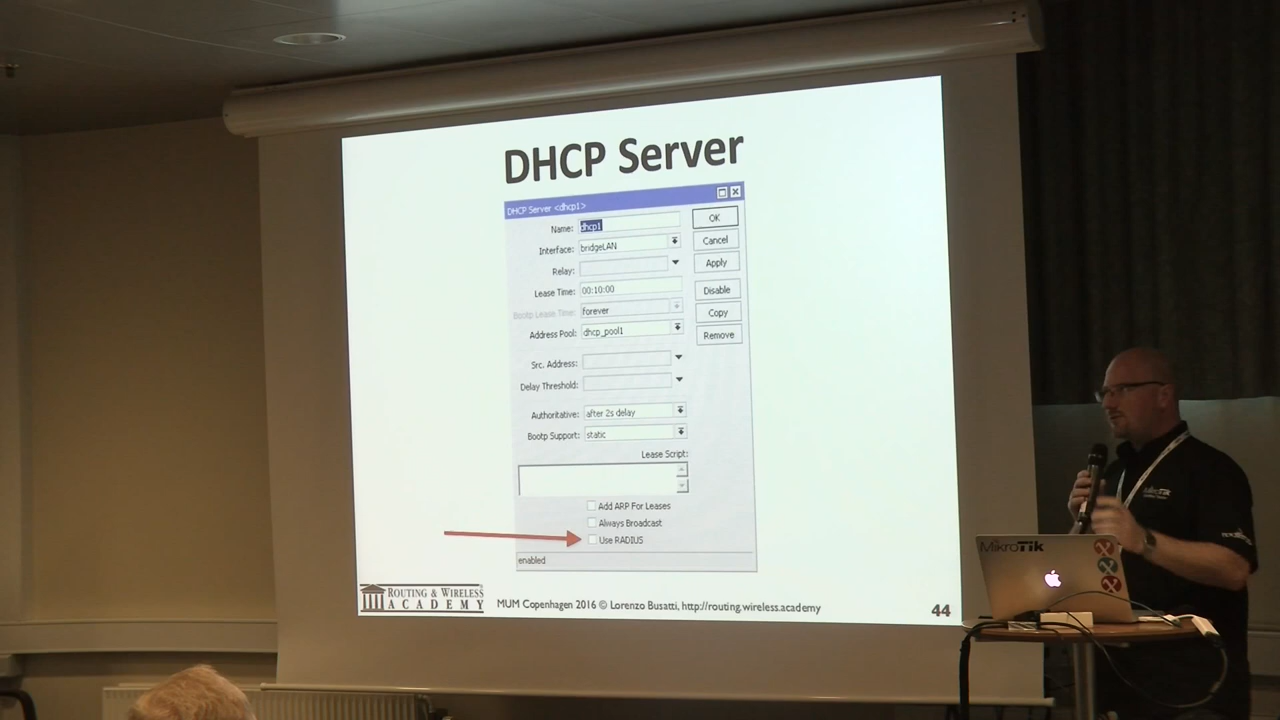 DHCP Server
DHCP Server <dhcp1>
Name: dhcp1
OK
Interface: bridgeLAN
Cancel
Relay:
Apply
Lease Time: 00:10:00
Disable
Bootp Lease Time: forever
Copy
Address Pool: dhcp_pool1
Remove
Src. Address:
Delay Threshold:
Authoritative: after 2s delay
Bootp Support: static
Lease Script:
Add ARP For Leases
Always Broadcast
Use RADIUS
enabled
ROUTING & WIRELESS
ACADEMY
MUM Copenhagen 2016 © Lorenzo Busatti, http://routing.wireless.academy
44
MikroTik
MikroTik